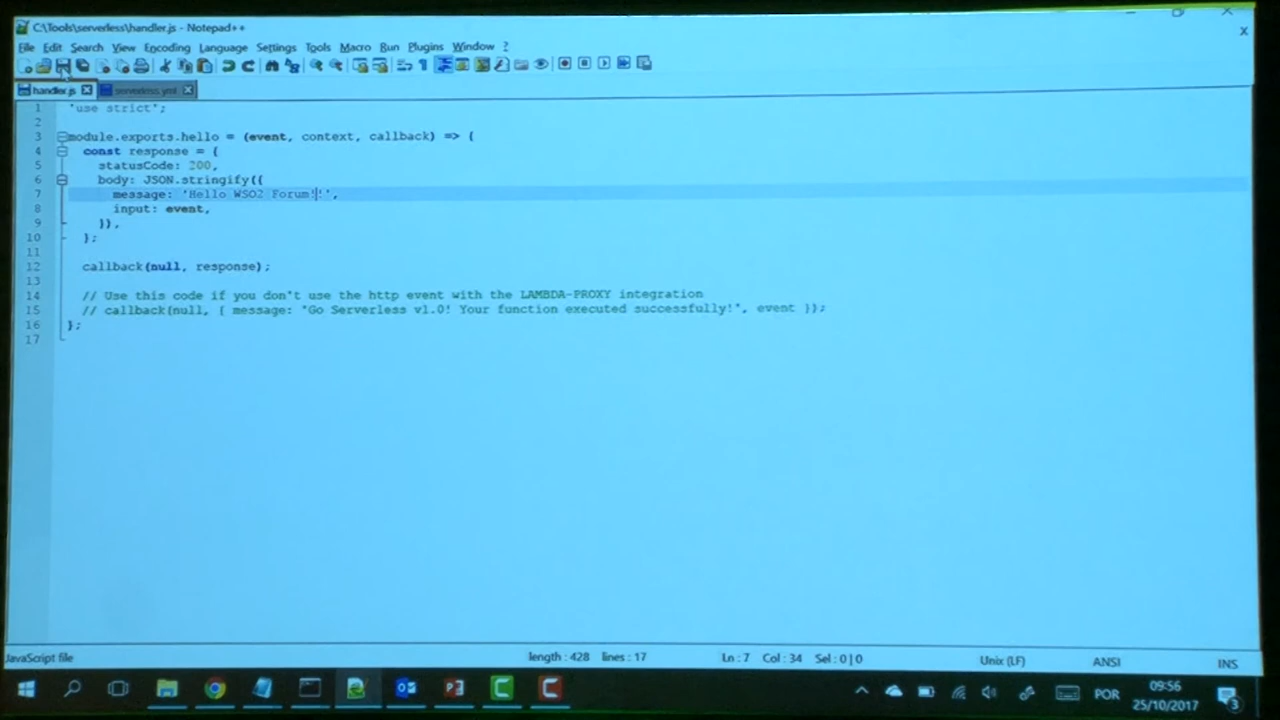 C:\Tools\serverless\handler.js - Notepad++
File Edit Search View Encoding Language Settings Tools Macro Run Plugins Window ?
X
handler.js serverless.yml
1 'use strict';
2
3 module.exports.hello = (event, context, callback) => {
4 const response = {
5 statusCode: 200,
6 body: JSON.stringify({
7 message: 'Hello WSO2 Forum!!',
8 input: event,
9 }),
10 };
11
12 callback(null, response);
13
14 // Use this code if you don't use the http event with the LAMBDA-PROXY integration
15 // callback(null, { message: 'Go Serverless v1.0! Your function executed successfully!', event });
16 };
17
JavaScript file length : 428 lines : 17 Ln : 7 Col : 34 Sel : 0 | 0 Unix (LF) ANSI INS
POR 09:56
25/10/2017 3